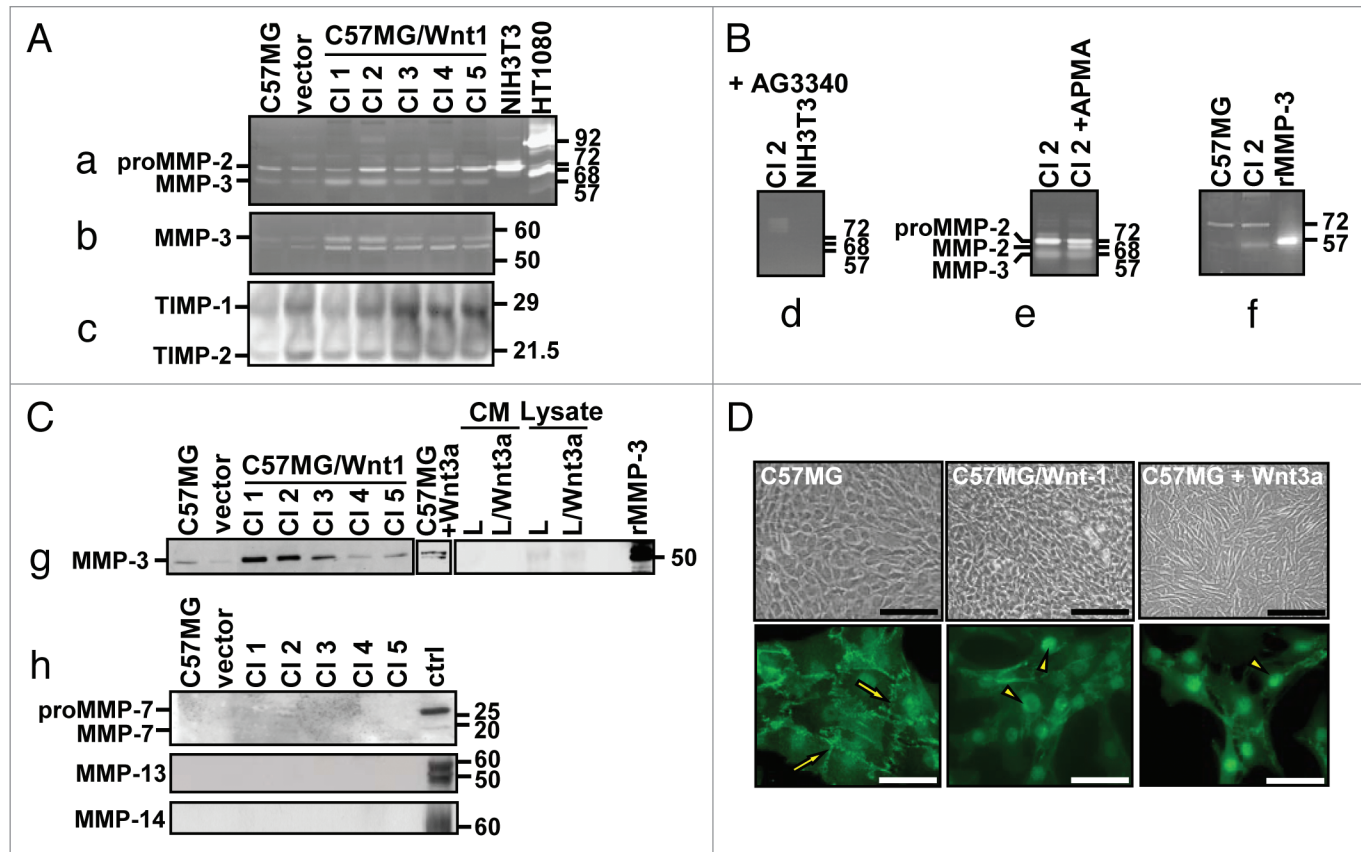 A
C57MG/Wnt1
C57MG
vector
Cl 1
Cl 2
Cl 3
Cl 4
Cl 5
NIH3T3
HT1080
a
proMMP-2
MMP-3
92
72
68
57
b
MMP-3
60
50
c
TIMP-1
TIMP-2
29
21.5
B
+ AG3340
Cl 2
NIH3T3
d
Cl 2
Cl 2 +APMA
proMMP-2
MMP-2
MMP-3
72
68
57
72
68
57
e
C57MG
Cl 2
rMMP-3
72
57
f
C
CM
Lysate
C57MG/Wnt1
C57MG
vector
Cl 1
Cl 2
Cl 3
Cl 4
Cl 5
C57MG
+Wnt3a
L
L/Wnt3a
L
L/Wnt3a
rMMP-3
g
MMP-3
50
h
C57MG
vector
Cl 1
Cl 2
Cl 3
Cl 4
Cl 5
ctrl
proMMP-7
MMP-7
25
20
MMP-13
60
50
MMP-14
60
D
C57MG
C57MG/Wnt-1
C57MG + Wnt3a